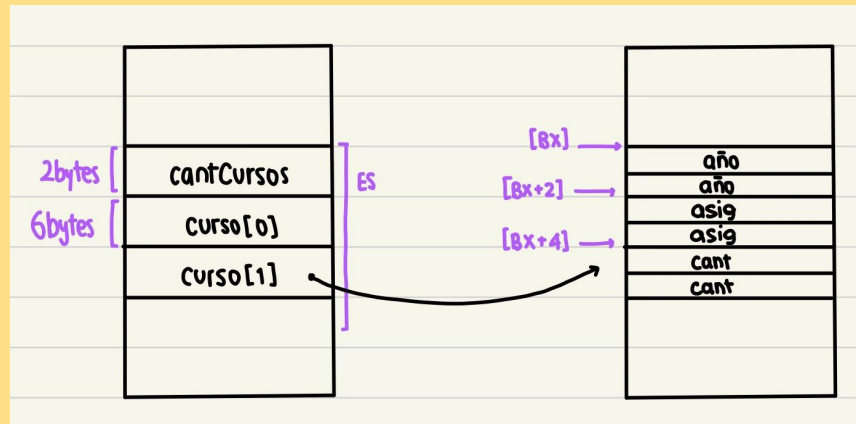 2bytes
cantCursos
6bytes
curso[0]
curso[1]
ES
[BX]
[BX+2]
[BX+4]
año
año
asig
asig
cant
cant